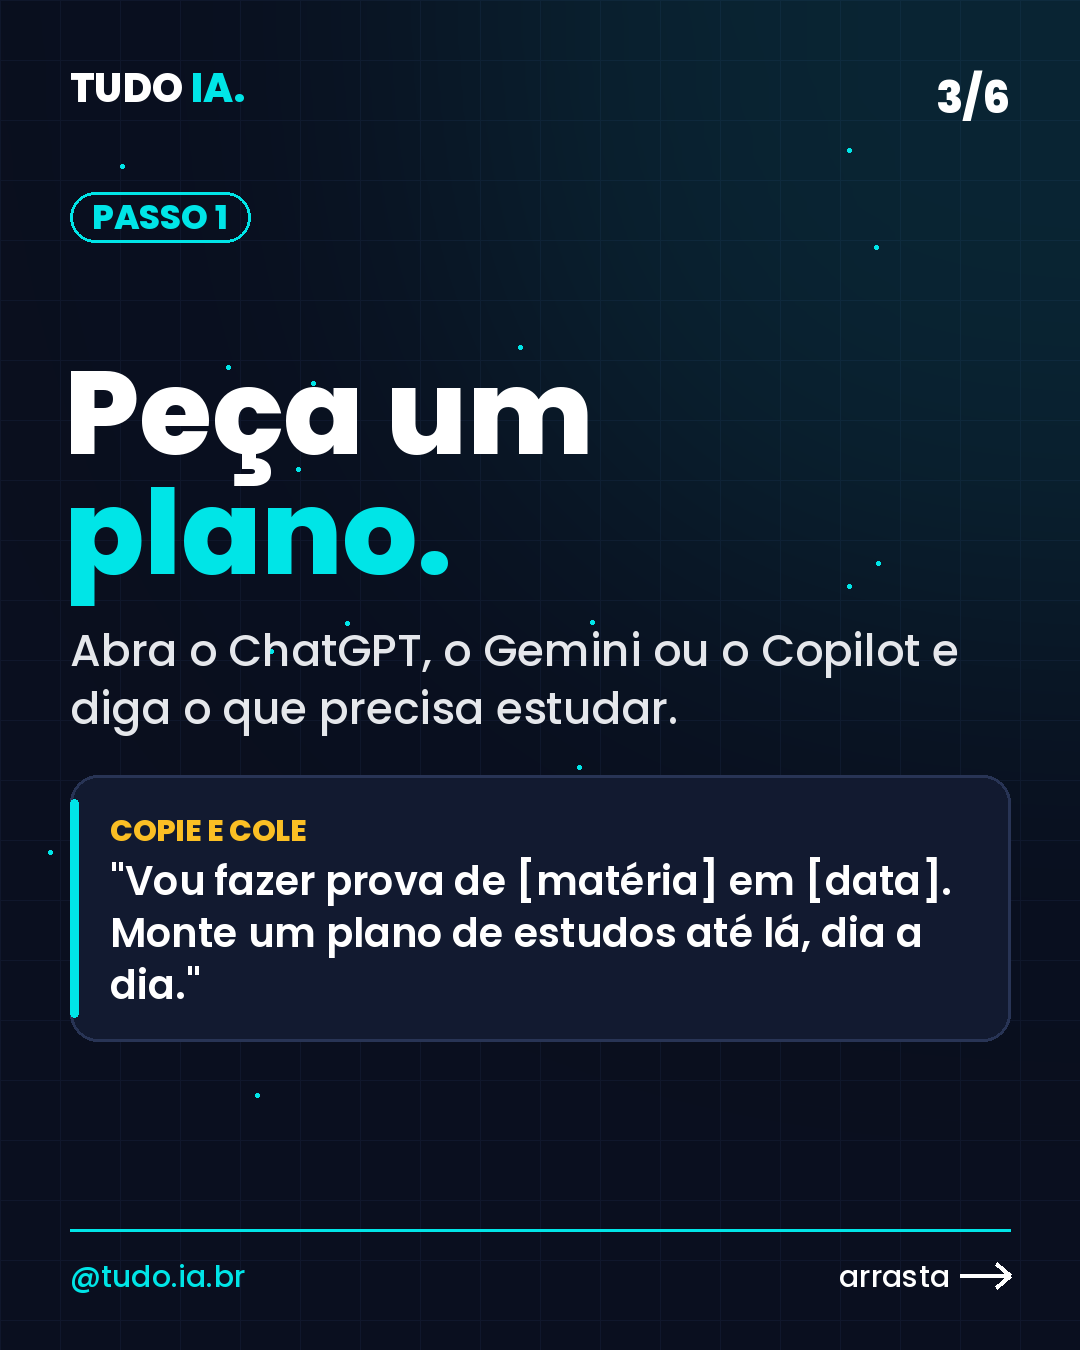 TUDO IA.
3/6
PASSO 1
Peça um
plano.
Abra o ChatGPT, o Gemini ou o Copilot e
diga o que precisa estudar.
COPIE E COLE
"Vou fazer prova de [matéria] em [data].
Monte um plano de estudos até lá, dia a
dia."
@tudo.ia.br
arrasta